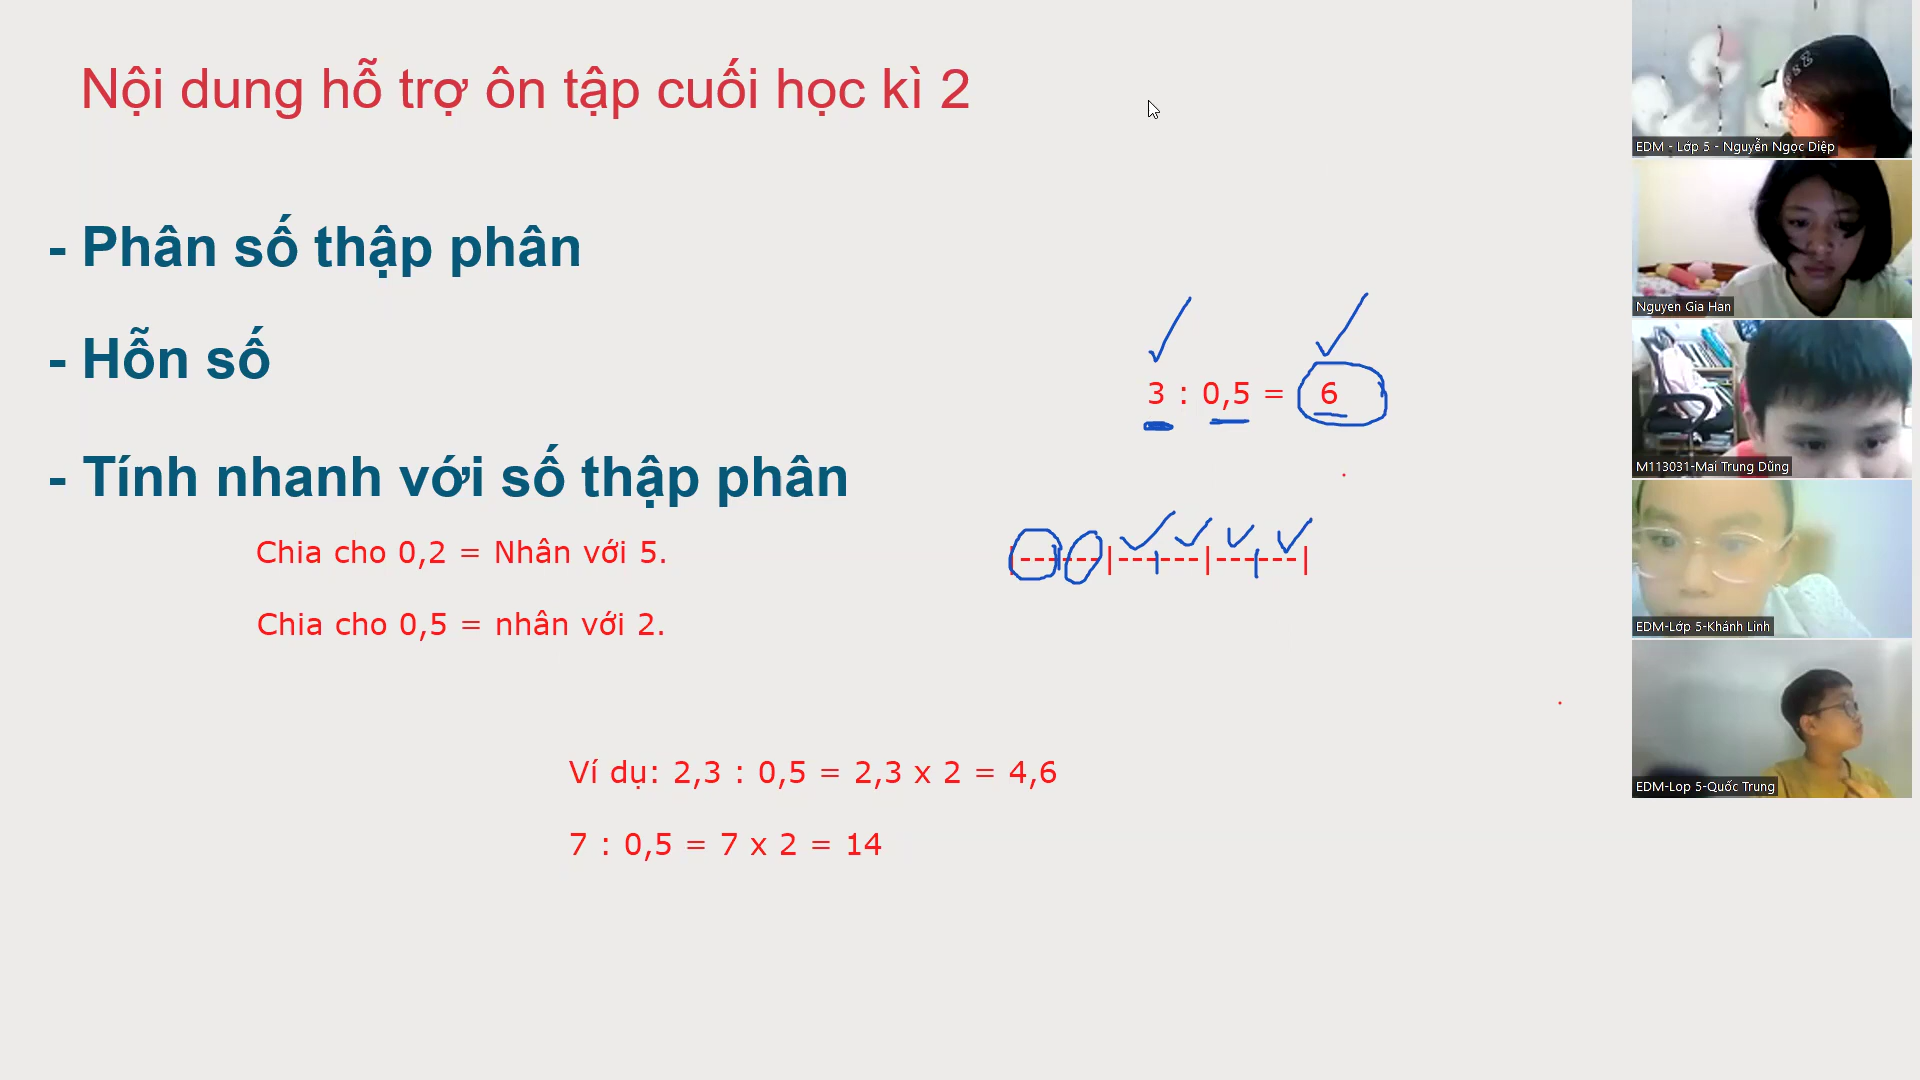 Nội dung hỗ trợ ôn tập cuối học kì 2
- Phân số thập phân
- Hỗn số
- Tính nhanh với số thập phân
Chia cho 0,2 = Nhân với 5.
Chia cho 0,5 = nhân với 2.
3 : 0,5 = 6
|----|----|----|----|----|----|
Ví dụ: 2,3 : 0,5 = 2,3 x 2 = 4,6
7 : 0,5 = 7 x 2 = 14
EDM - Lớp 5 - Nguyễn Ngọc Diệp
Nguyen Gia Han
M113031-Mai Trung Dũng
EDM-Lớp 5-Khánh Linh
EDM-Lop 5-Quốc Trung